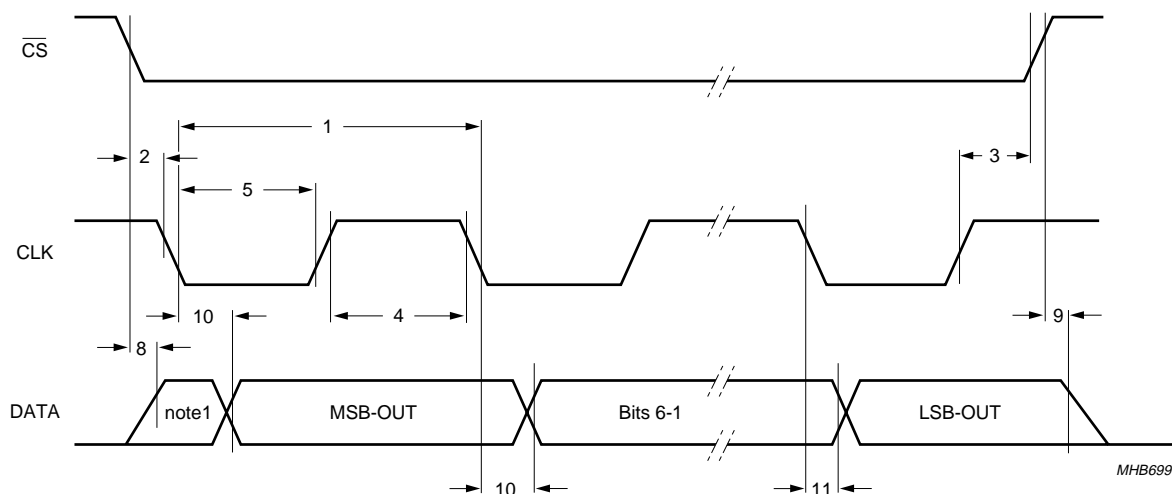 CS
1
2
3
5
CLK
10
4
9
8
DATA
note1
MSB-OUT
Bits 6-1
LSB-OUT
MHB699
10
11